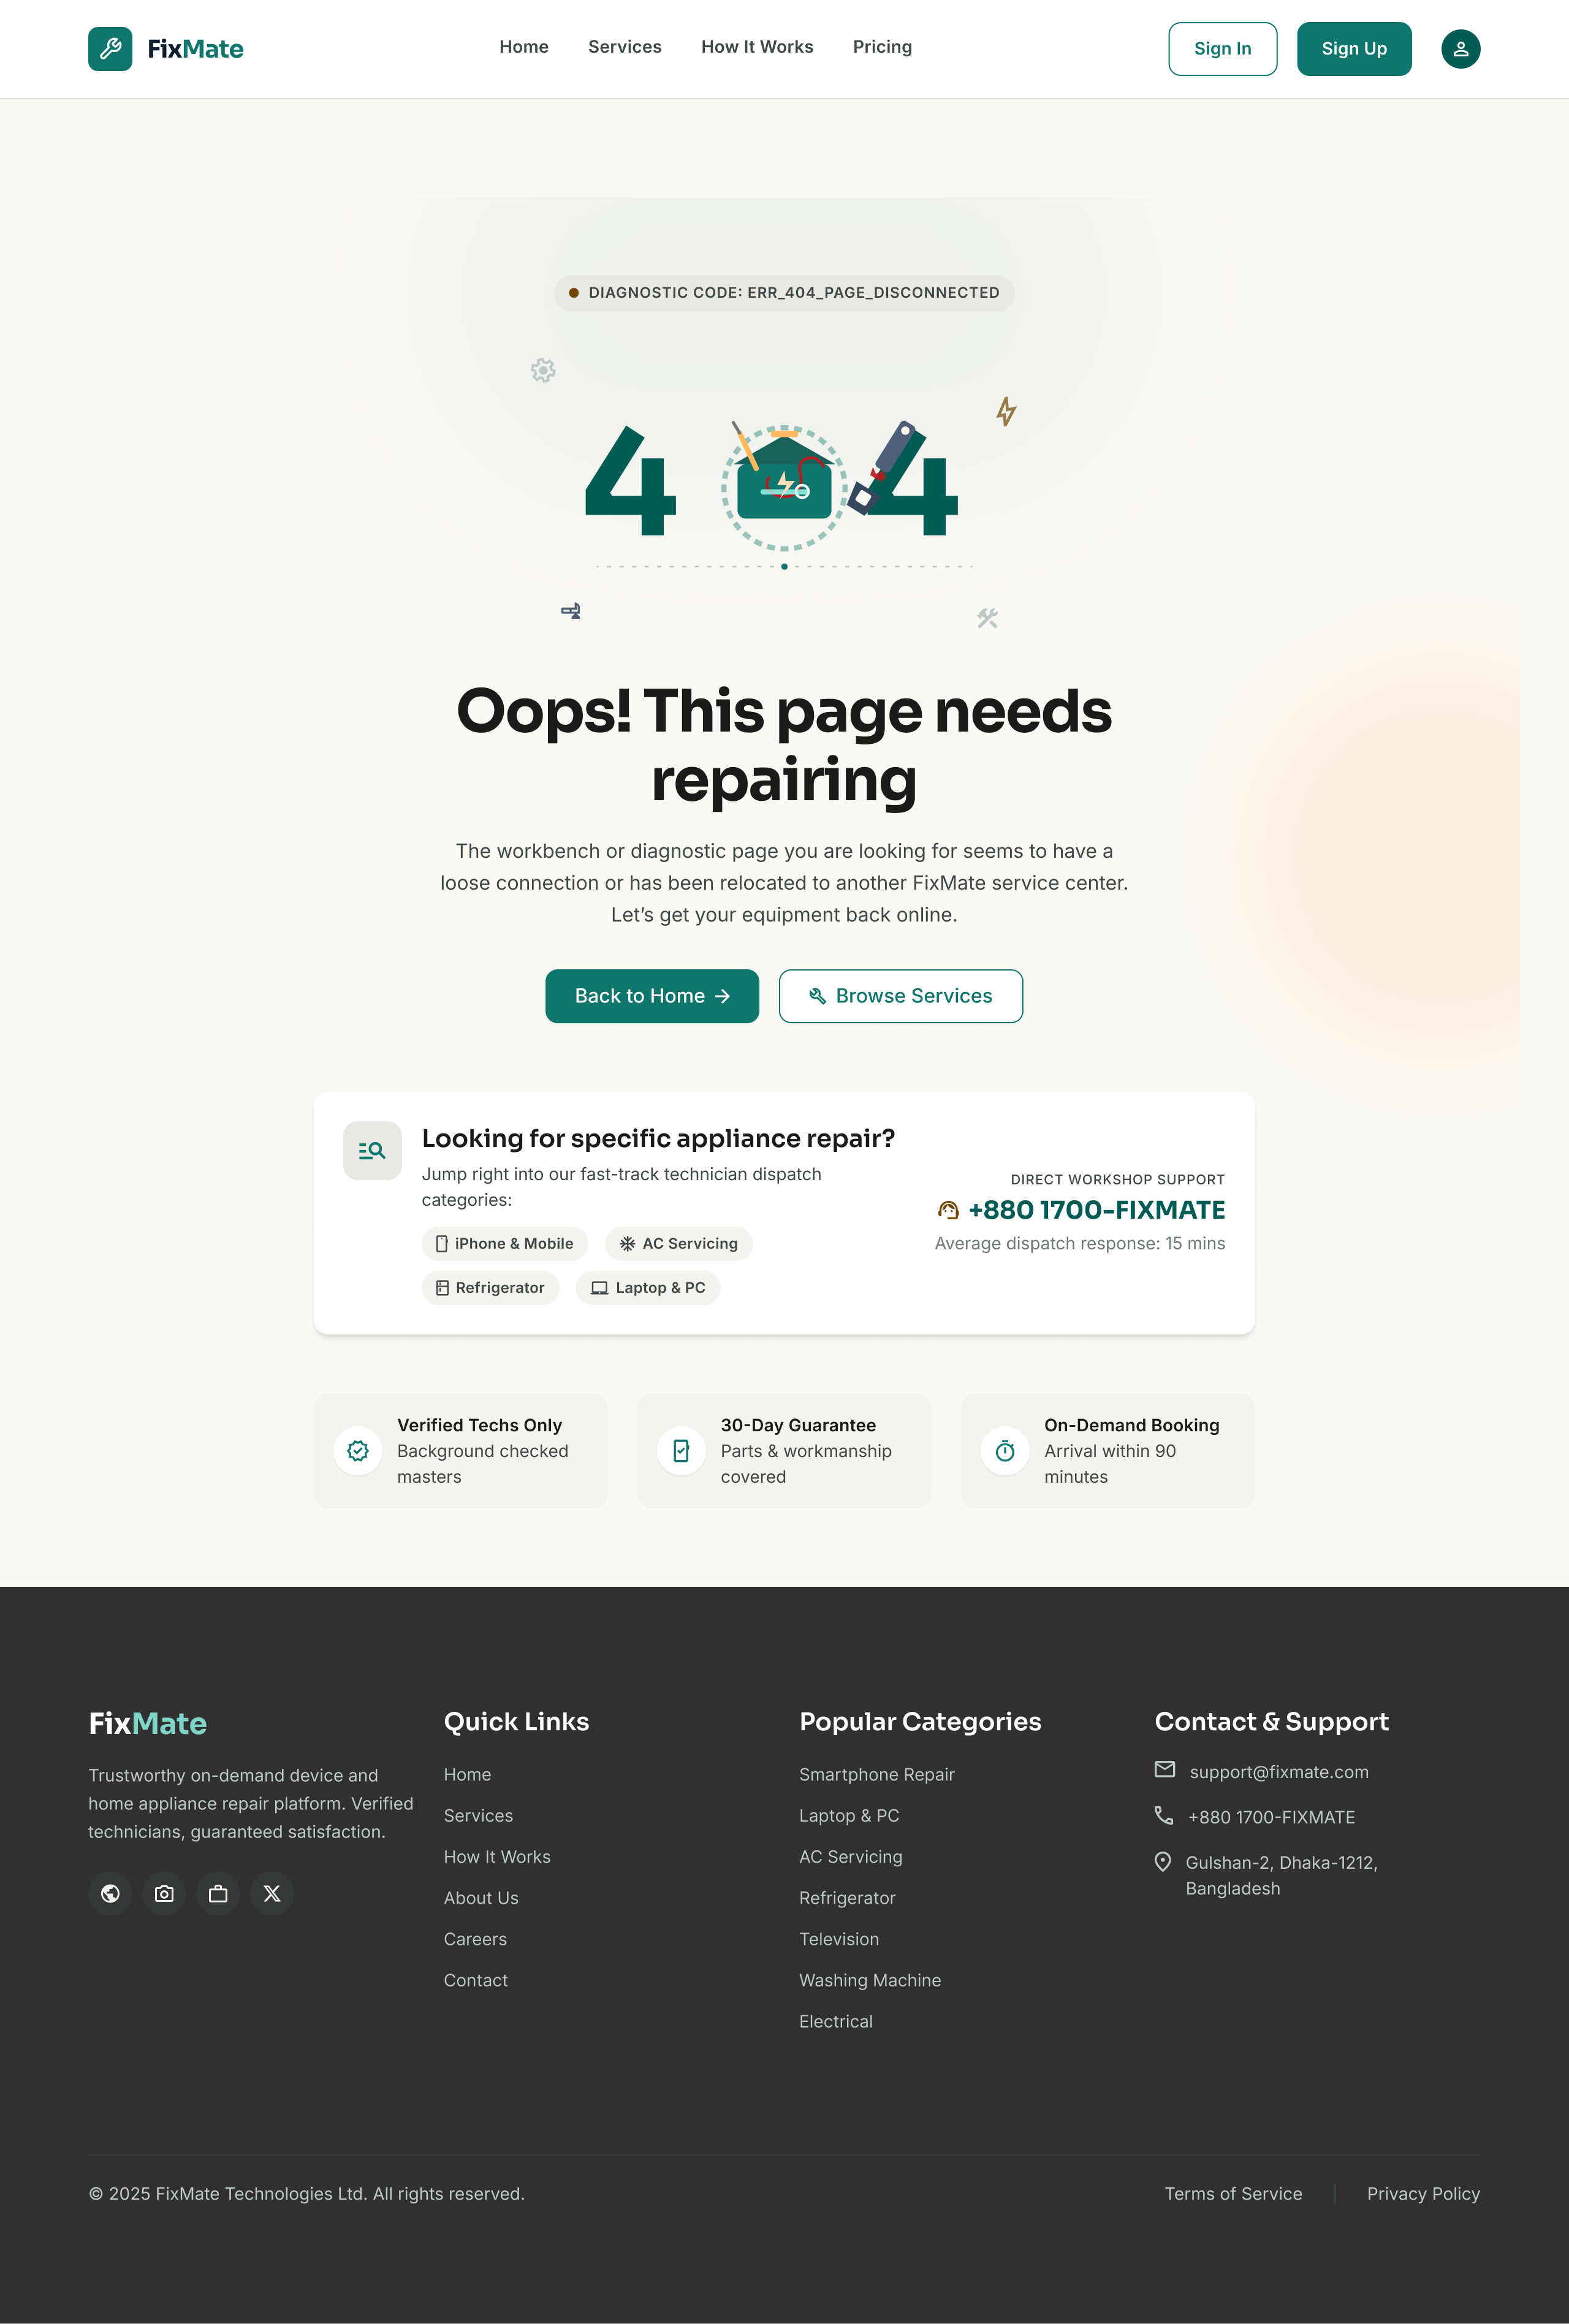 FixMate
Home Services How It Works Pricing
Sign In Sign Up
DIAGNOSTIC CODE: ERR_404_PAGE_DISCONNECTED
4 4
Oops! This page needs
repairing
The workbench or diagnostic page you are looking for seems to have a
loose connection or has been relocated to another FixMate service center.
Let’s get your equipment back online.
Back to Home Browse Services
Looking for specific appliance repair?
Jump right into our fast-track technician dispatch
categories:
iPhone & Mobile AC Servicing
Refrigerator Laptop & PC
DIRECT WORKSHOP SUPPORT
+880 1700-FIXMATE
Average dispatch response: 15 mins
Verified Techs Only
Background checked
masters
30-Day Guarantee
Parts & workmanship
covered
On-Demand Booking
Arrival within 90
minutes
FixMate
Trustworthy on-demand device and
home appliance repair platform. Verified
technicians, guaranteed satisfaction.
Quick Links
Home
Services
How It Works
About Us
Careers
Contact
Popular Categories
Smartphone Repair
Laptop & PC
AC Servicing
Refrigerator
Television
Washing Machine
Electrical
Contact & Support
support@fixmate.com
+880 1700-FIXMATE
Gulshan-2, Dhaka-1212,
Bangladesh
© 2025 FixMate Technologies Ltd. All rights reserved.
Terms of Service Privacy Policy